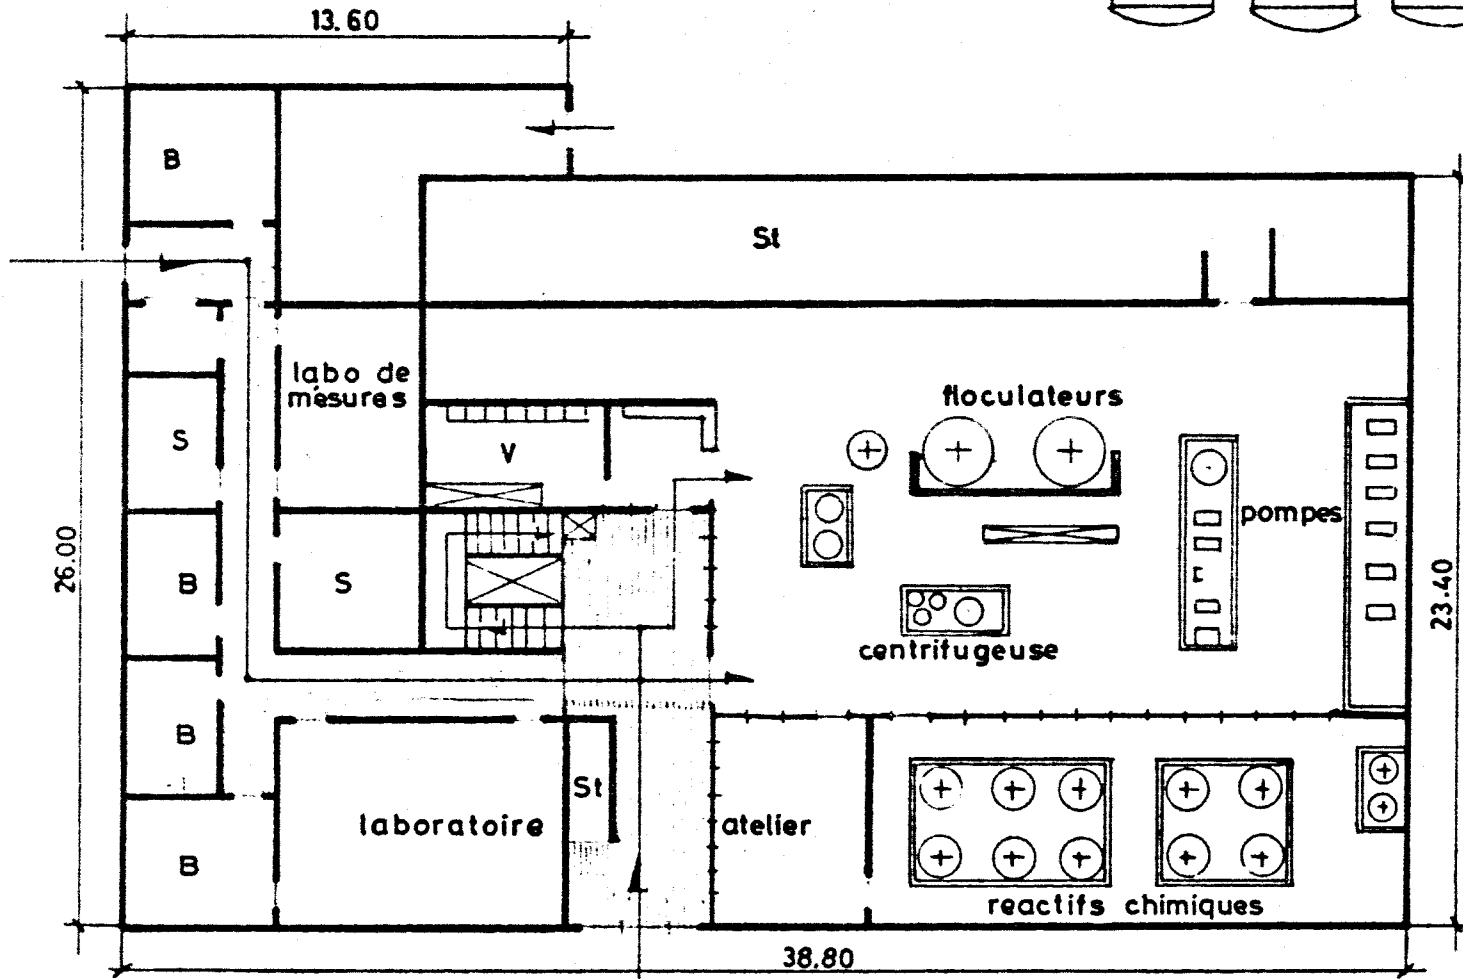 13.60
B
St
labo de
mésures
floculateurs
S
V
pompes
26.00
B
S
23.40
centrifugeuse
B
St
laboratoire
atelier
B
reactifs chimiques
38.80